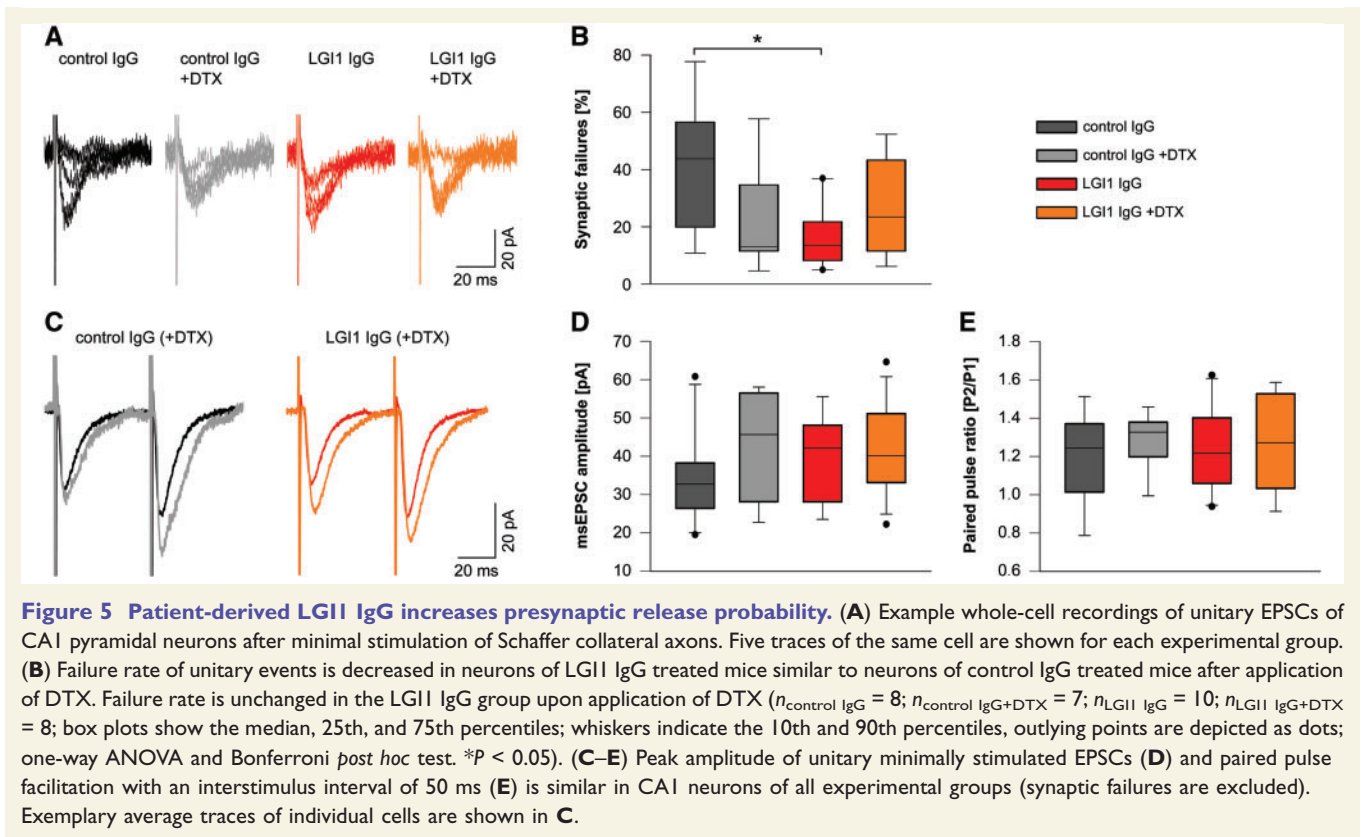 A
control IgG
control IgG
+DTX
LGI1 IgG
LGI1 IgG
+DTX
20 pA
20 ms
B
*
Synaptic failures [%]
80
60
40
20
0
control IgG
control IgG +DTX
LGI1 IgG
LGI1 IgG +DTX
C
control IgG (+DTX)
LGI1 IgG (+DTX)
20 pA
20 ms
D
msEPSC amplitude [pA]
70
60
50
40
30
20
10
E
Paired pulse ratio [P2/P1]
1.8
1.6
1.4
1.2
1.0
0.8
0.6
Figure 5 Patient-derived LGI1 IgG increases presynaptic release probability. (A) Example whole-cell recordings of unitary EPSCs of
CA1 pyramidal neurons after minimal stimulation of Schaffer collateral axons. Five traces of the same cell are shown for each experimental group.
(B) Failure rate of unitary events is decreased in neurons of LGI1 IgG treated mice similar to neurons of control IgG treated mice after application
of DTX. Failure rate is unchanged in the LGI1 IgG group upon application of DTX (n control IgG = 8; n control IgG+DTX = 7; n LGI1 IgG = 10; n LGI1 IgG+DTX
= 8; box plots show the median, 25th, and 75th percentiles; whiskers indicate the 10th and 90th percentiles, outlying points are depicted as dots;
one-way ANOVA and Bonferroni post hoc test. *P < 0.05). (C–E) Peak amplitude of unitary minimally stimulated EPSCs (D) and paired pulse
facilitation with an interstimulus interval of 50 ms (E) is similar in CA1 neurons of all experimental groups (synaptic failures are excluded).
Exemplary average traces of individual cells are shown in C.